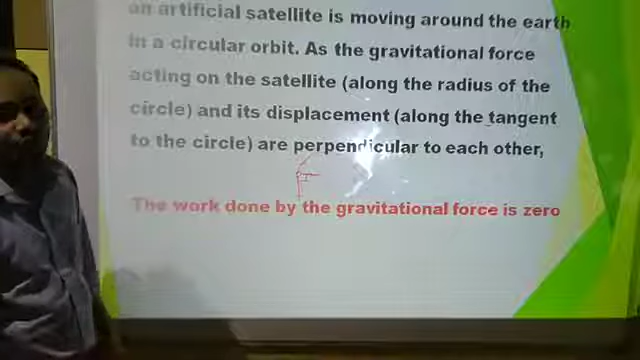 an artificial satellite is moving around the earth
in a circular orbit. As the gravitational force
acting on the satellite (along the radius of the
circle) and its displacement (along the tangent
to the circle) are perpendicular to each other,
The work done by the gravitational force is zero